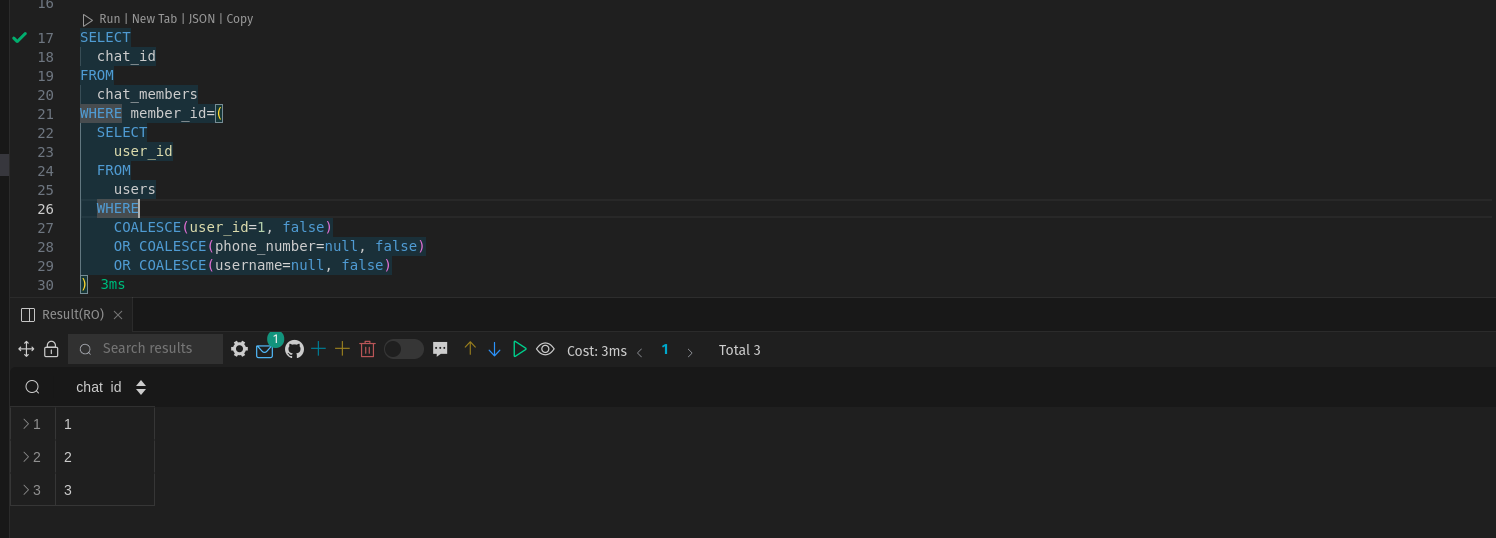 16
Run | New Tab | JSON | Copy
17 SELECT
18 chat_id
19 FROM
20 chat_members
21 WHERE member_id=(
22 SELECT
23 user_id
24 FROM
25 users
26 WHERE
27 COALESCE(user_id=1, false)
28 OR COALESCE(phone_number=null, false)
29 OR COALESCE(username=null, false)
30 ) 3ms
Result(RO)
Search results 1 Cost: 3ms 1 Total 3
chat_id
1 1
2 2
3 3